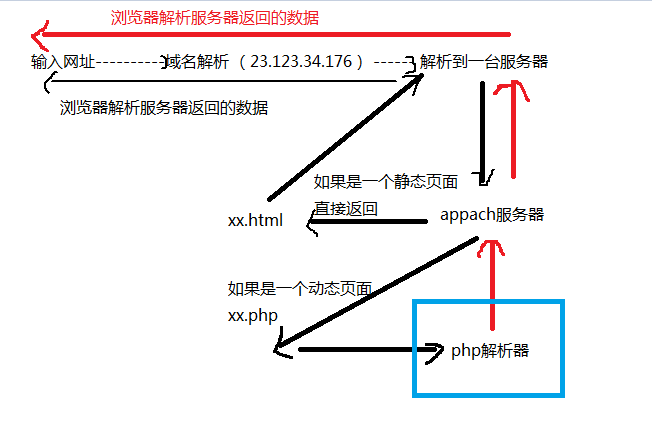 浏览器解析服务器返回的数据
输入网址---------域名解析（23.123.34.176）-----解析到一台服务器
浏览器解析服务器返回的数据
如果是一个静态页面
直接返回
xx.html
appach服务器
如果是一个动态页面
xx.php
php解析器